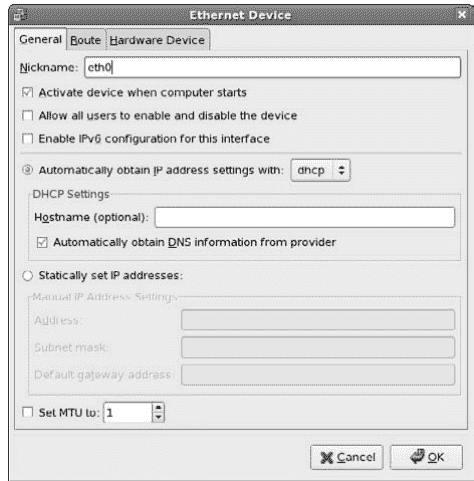 Ethernet Device
General Route Hardware Device
Nickname: eth0
Activate device when computer starts
Allow all users to enable and disable the device
Enable IPv6 configuration for this interface
Automatically obtain IP address settings with: dhcp
DHCP Settings
Hostname (optional):
Automatically obtain DNS information from provider
Statically set IP addresses:
Manual IP Address Settings
Address:
Subnet mask:
Default gateway address:
Set MTU to: 1
Cancel OK